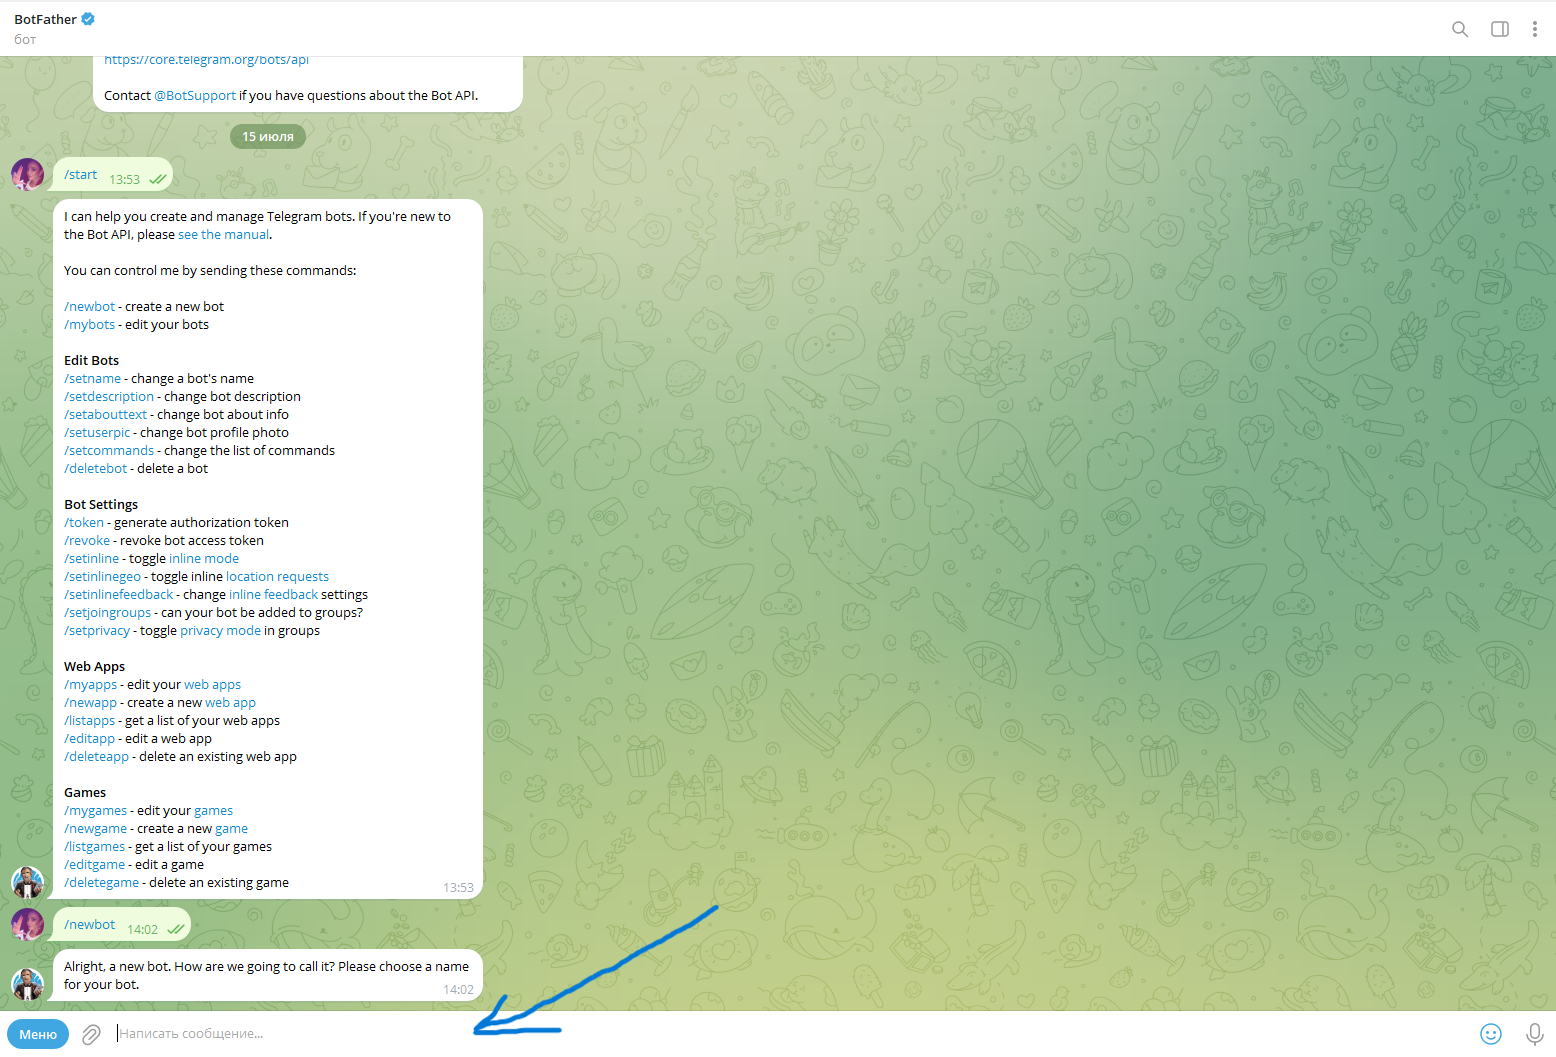 BotFather
бот
https://core.telegram.org/bots/api
Contact @BotSupport if you have questions about the Bot API.
15 июля
/start 13:53
I can help you create and manage Telegram bots. If you're new to
the Bot API, please see the manual.
You can control me by sending these commands:
/newbot - create a new bot
/mybots - edit your bots
Edit Bots
/setname - change a bot's name
/setdescription - change bot description
/setabouttext - change bot about info
/setuserpic - change bot profile photo
/setcommands - change the list of commands
/deletebot - delete a bot
Bot Settings
/token - generate authorization token
/revoke - revoke bot access token
/setinline - toggle inline mode
/setinlinegeo - toggle inline location requests
/setinlinefeedback - change inline feedback settings
/setjoingroups - can your bot be added to groups?
/setprivacy - toggle privacy mode in groups
Web Apps
/myapps - edit your web apps
/newapp - create a new web app
/listapps - get a list of your web apps
/editapp - edit a web app
/deleteapp - delete an existing web app
Games
/mygames - edit your games
/newgame - create a new game
/listgames - get a list of your games
/editgame - edit a game
/deletegame - delete an existing game
13:53
/newbot 14:02
Alright, a new bot. How are we going to call it? Please choose a name
for your bot.
14:02
Меню Написать сообщение...